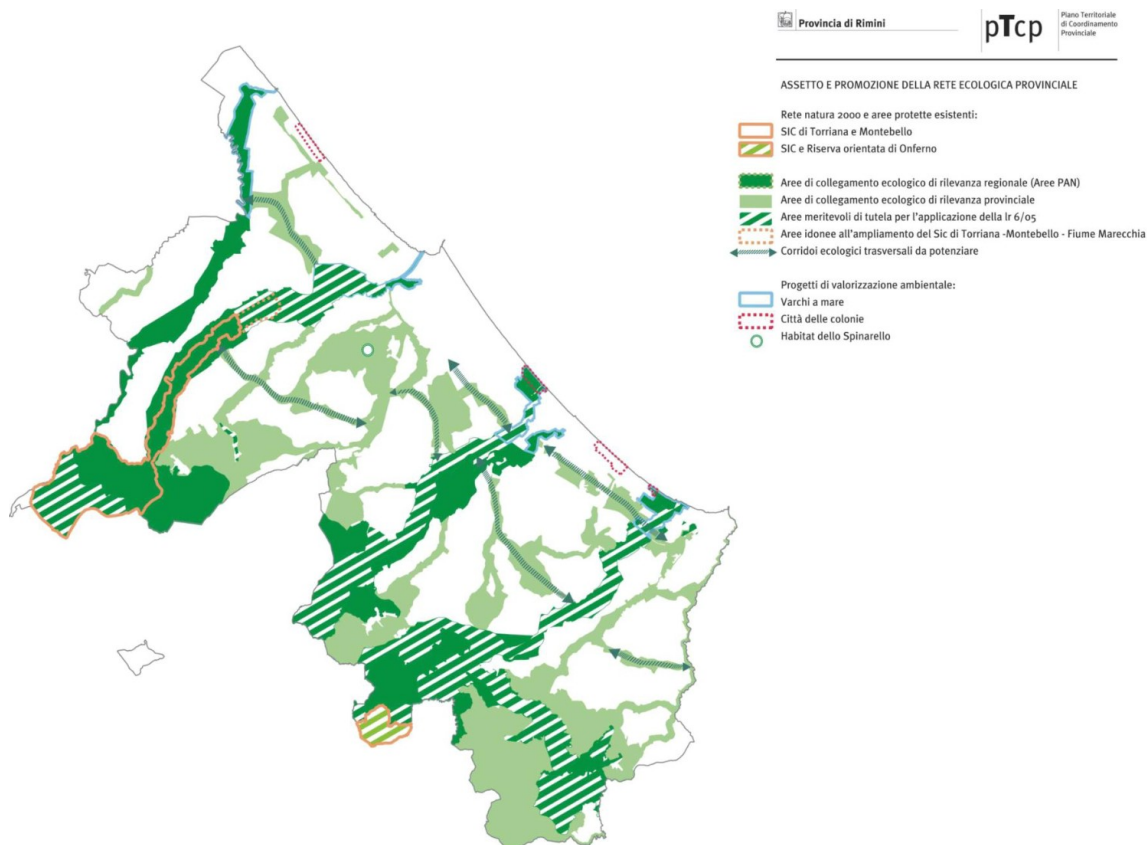 Provincia di Rimini
pTcp
Piano Territoriale
di Coordinamento
Provinciale
ASSETTO E PROMOZIONE DELLA RETE ECOLOGICA PROVINCIALE
Rete natura 2000 e aree protette esistenti:
SIC di Torriana e Montebello
SIC e Riserva orientata di Onferno
Aree di collegamento ecologico di rilevanza regionale (Aree PAN)
Aree di collegamento ecologico di rilevanza provinciale
Aree meritevoli di tutela per l'applicazione della lr 6/05
Aree idonee all'ampliamento del Sic di Torriana -Montebello - Fiume Marecchia
Corridoi ecologici trasversali da potenziare
Progetti di valorizzazione ambientale:
Varchi a mare
Città delle colonie
Habitat dello Spinarello